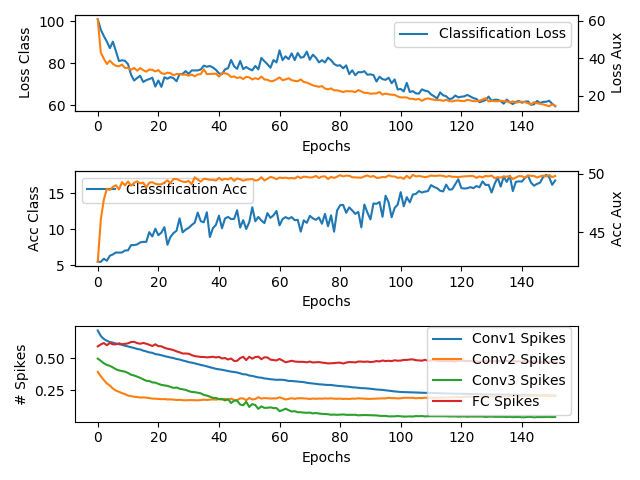 100
80
60
Loss Class
Classification Loss
60
40
20
Loss Aux
0 20 40 60 80 100 120 140
Epochs
15
10
5
Acc Class
Classification Acc
50
45
Acc Aux
0 20 40 60 80 100 120 140
Epochs
0.50
0.25
# Spikes
Conv1 Spikes
Conv2 Spikes
Conv3 Spikes
FC Spikes
0 20 40 60 80 100 120 140
Epochs